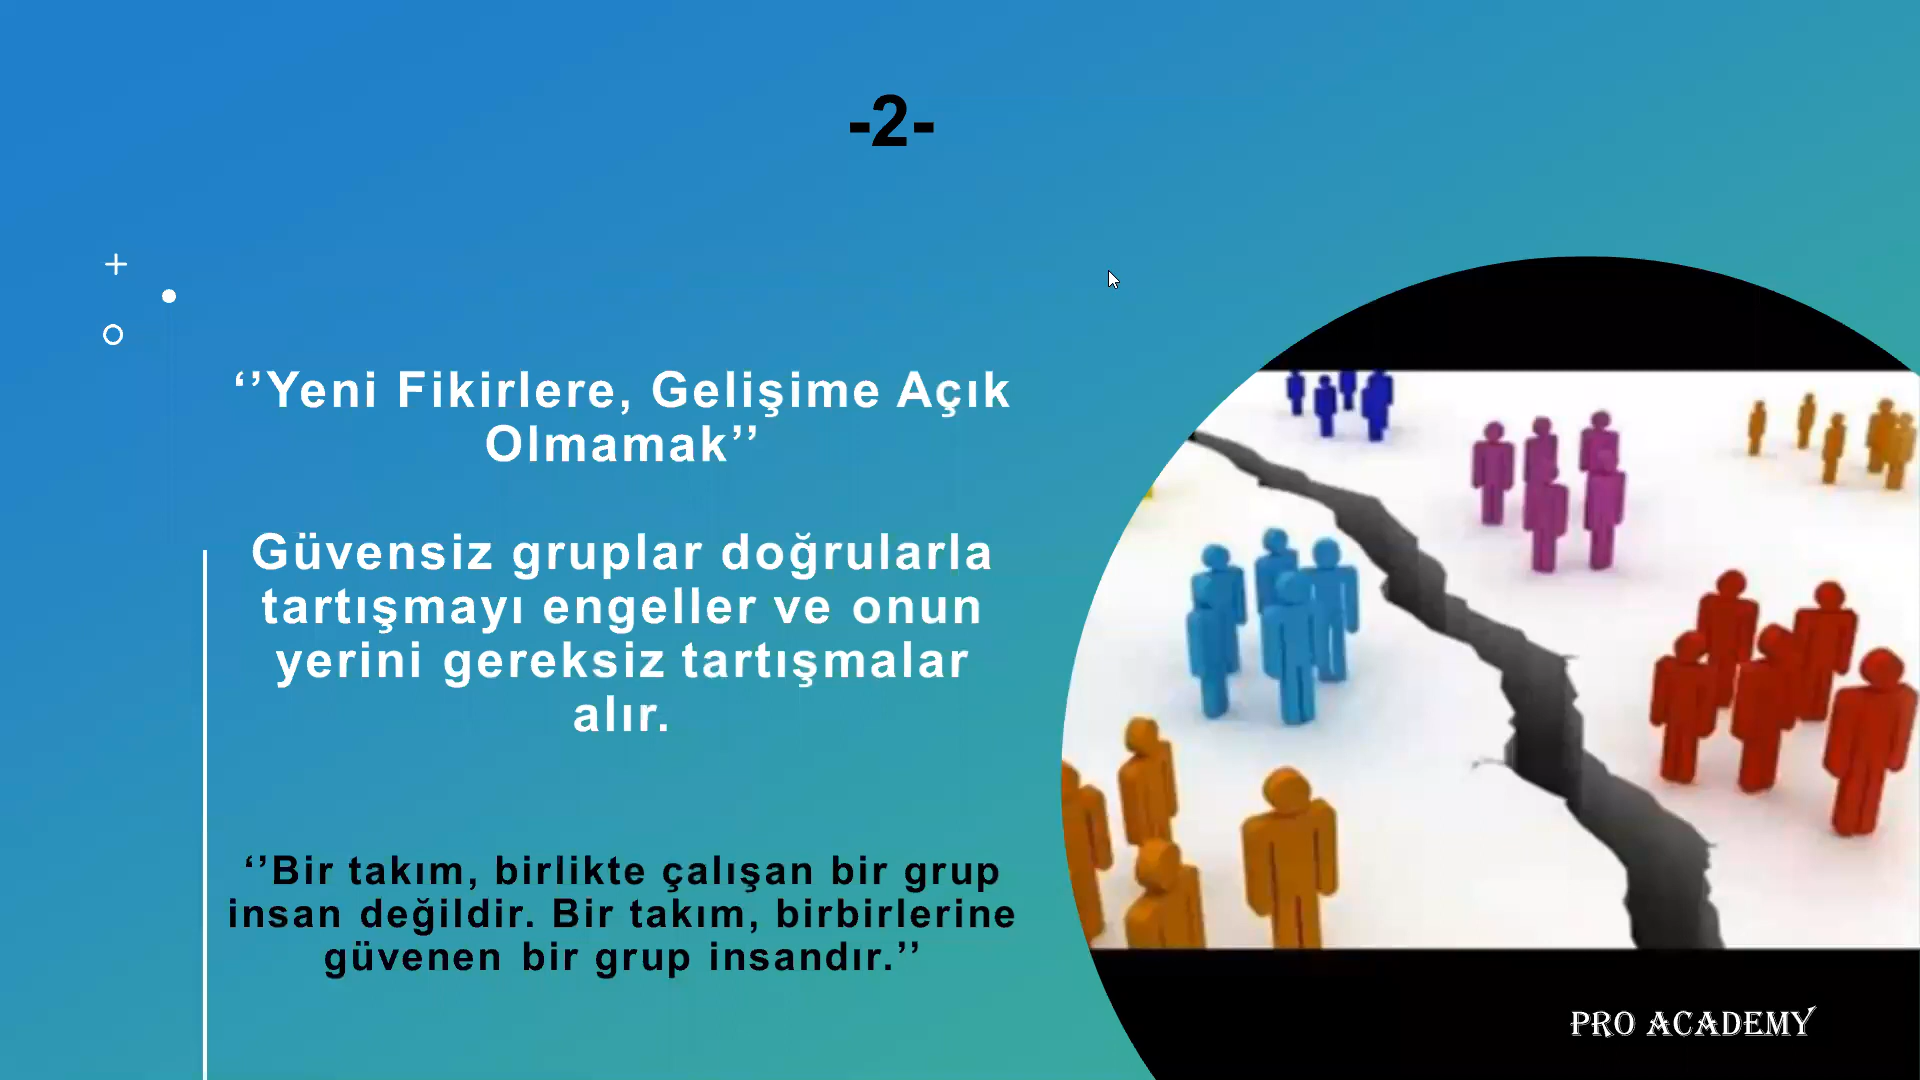 -2-
‘’Yeni Fikirlere, Gelişime Açık
Olmamak’’
Güvensiz gruplar doğrularla
tartışmayı engeller ve onun
yerini gereksiz tartışmalar
alır.
‘’Bir takım, birlikte çalışan bir grup
insan değildir. Bir takım, birbirlerine
güvenen bir grup insandır.’’
PRO ACADEMY